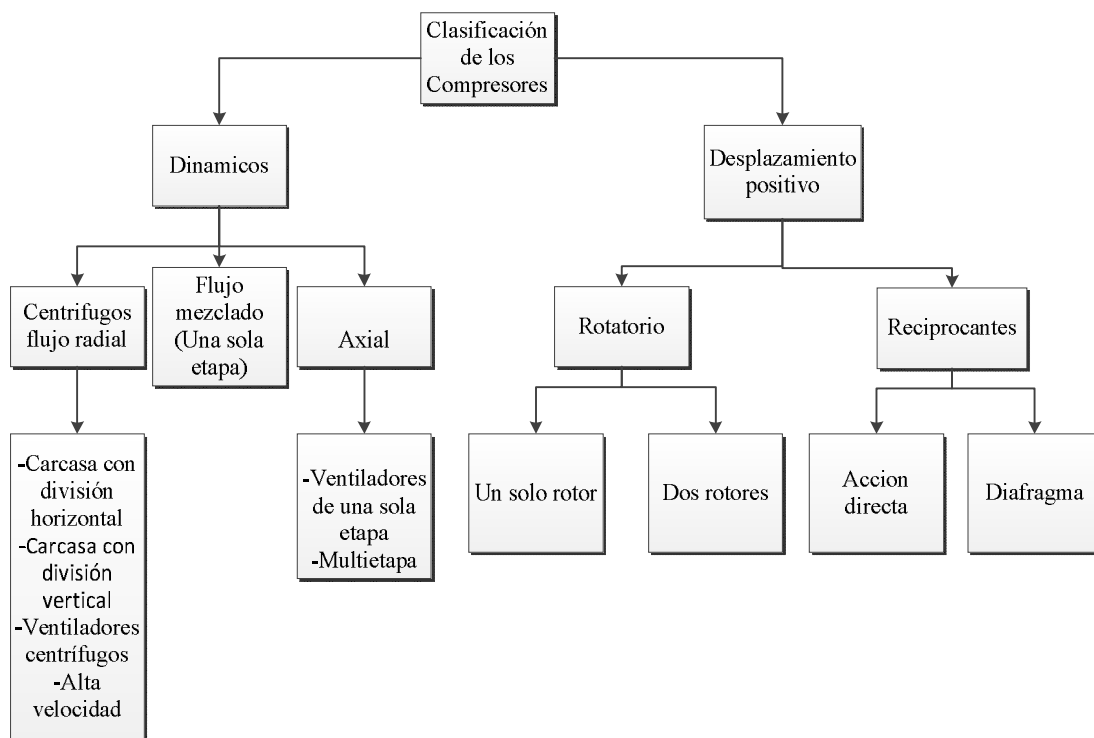 Clasificación
de los
Compresores
Dinamicos
Desplazamiento
positivo
Centrifugos
flujo radial
Flujo
mezclado
(Una sola
etapa)
Axial
Rotatorio
Reciprocantes
-Carcasa con
división
horizontal
-Carcasa con
división
vertical
-Ventiladores
centrífugos
-Alta
velocidad
-Ventiladores
de una sola
etapa
-Multietapa
Un solo rotor
Dos rotores
Accion
directa
Diafragma